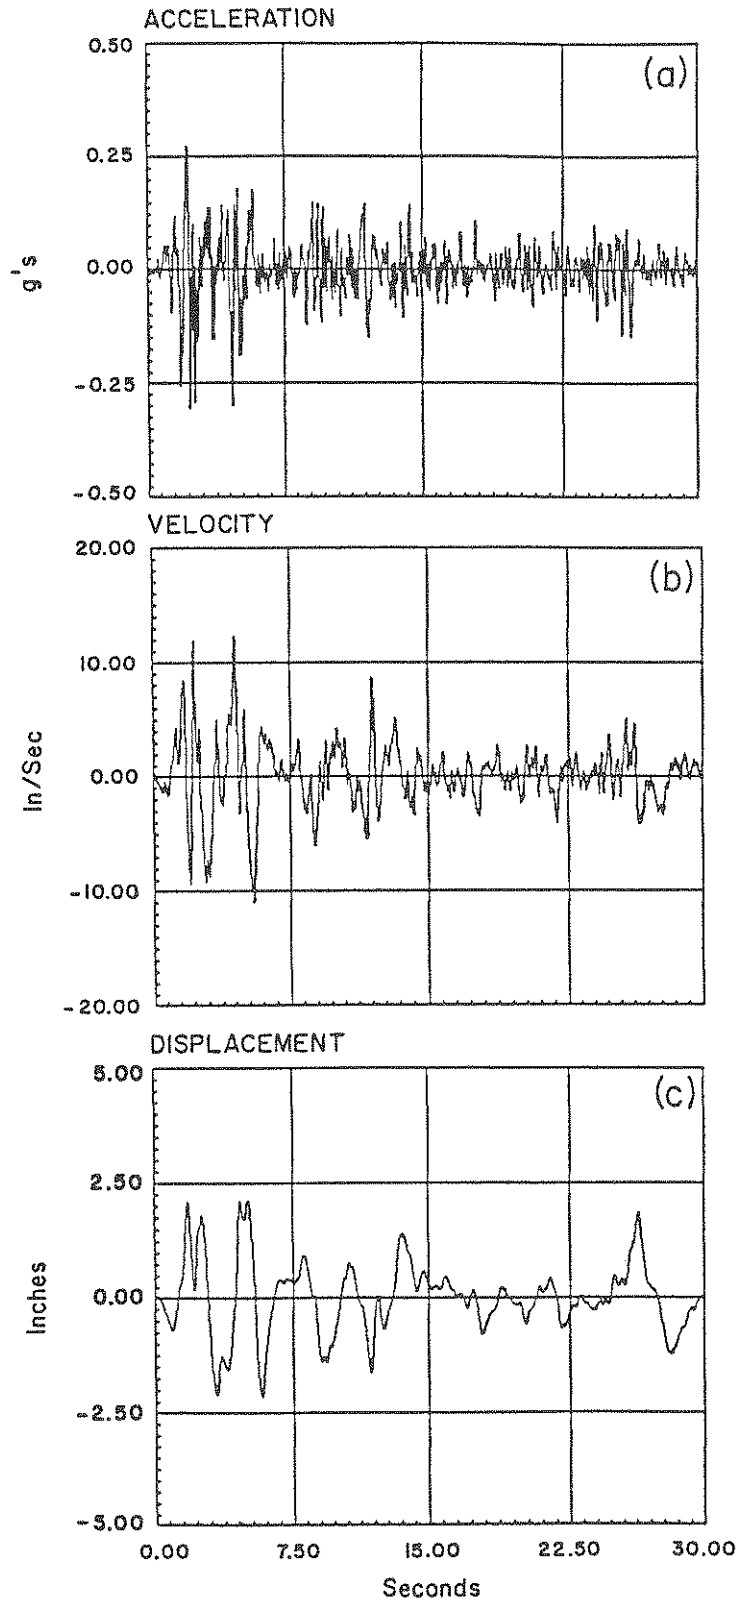 ACCELERATION
(a)
0.50
0.25
0.00
-0.25
-0.50
g's
VELOCITY
(b)
20.00
10.00
0.00
-10.00
-20.00
In/Sec
DISPLACEMENT
(c)
5.00
2.50
0.00
-2.50
-5.00
Inches
0.00 7.50 15.00 22.50 30.00
Seconds